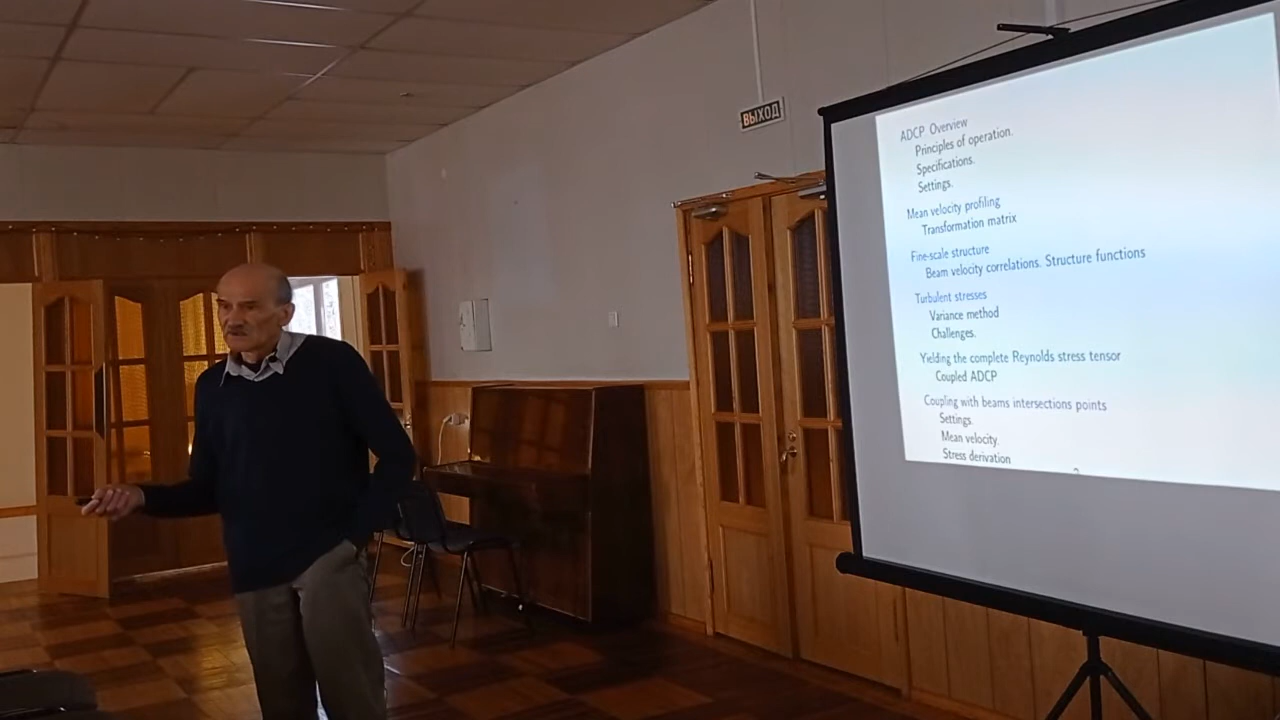 ВЫХОД
ADCP Overview
Principles of operation.
Specifications.
Settings.
Mean velocity profiling
Transformation matrix
Fine-scale structure
Beam velocity correlations. Structure functions
Turbulent stresses
Variance method
Challenges.
Yielding the complete Reynolds stress tensor
Coupled ADCP
Coupling with beams intersections points
Settings.
Mean velocity.
Stress derivation